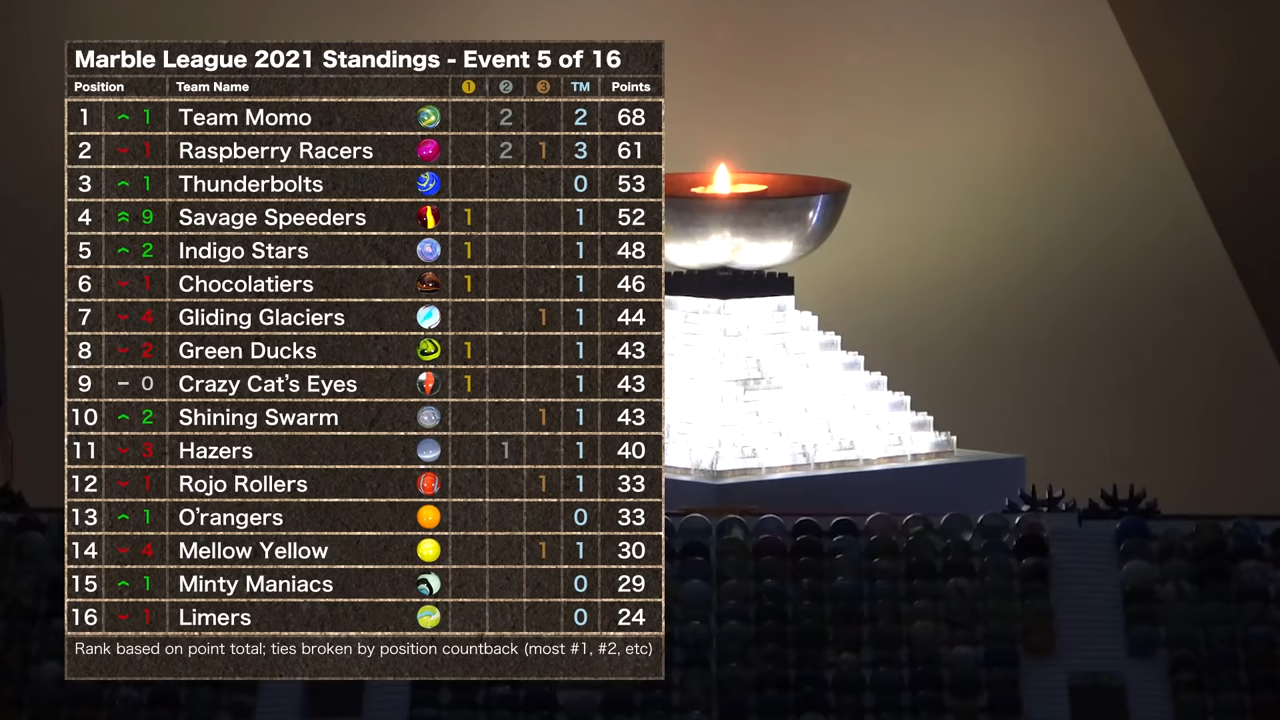 Marble League 2021 Standings - Event 5 of 16
Position Team Name 1 2 3 TM Points
1 1 Team Momo 2 2 68
2 1 Raspberry Racers 2 1 3 61
3 1 Thunderbolts 0 53
4 9 Savage Speeders 1 1 52
5 2 Indigo Stars 1 1 48
6 1 Chocolatiers 1 1 46
7 4 Gliding Glaciers 1 1 44
8 2 Green Ducks 1 1 43
9 – 0 Crazy Cat's Eyes 1 1 43
10 2 Shining Swarm 1 1 43
11 3 Hazers 1 1 40
12 1 Rojo Rollers 1 1 33
13 1 O'rangers 0 33
14 4 Mellow Yellow 1 1 30
15 1 Minty Maniacs 0 29
16 1 Limers 0 24
Rank based on point total; ties broken by position countback (most #1, #2, etc)